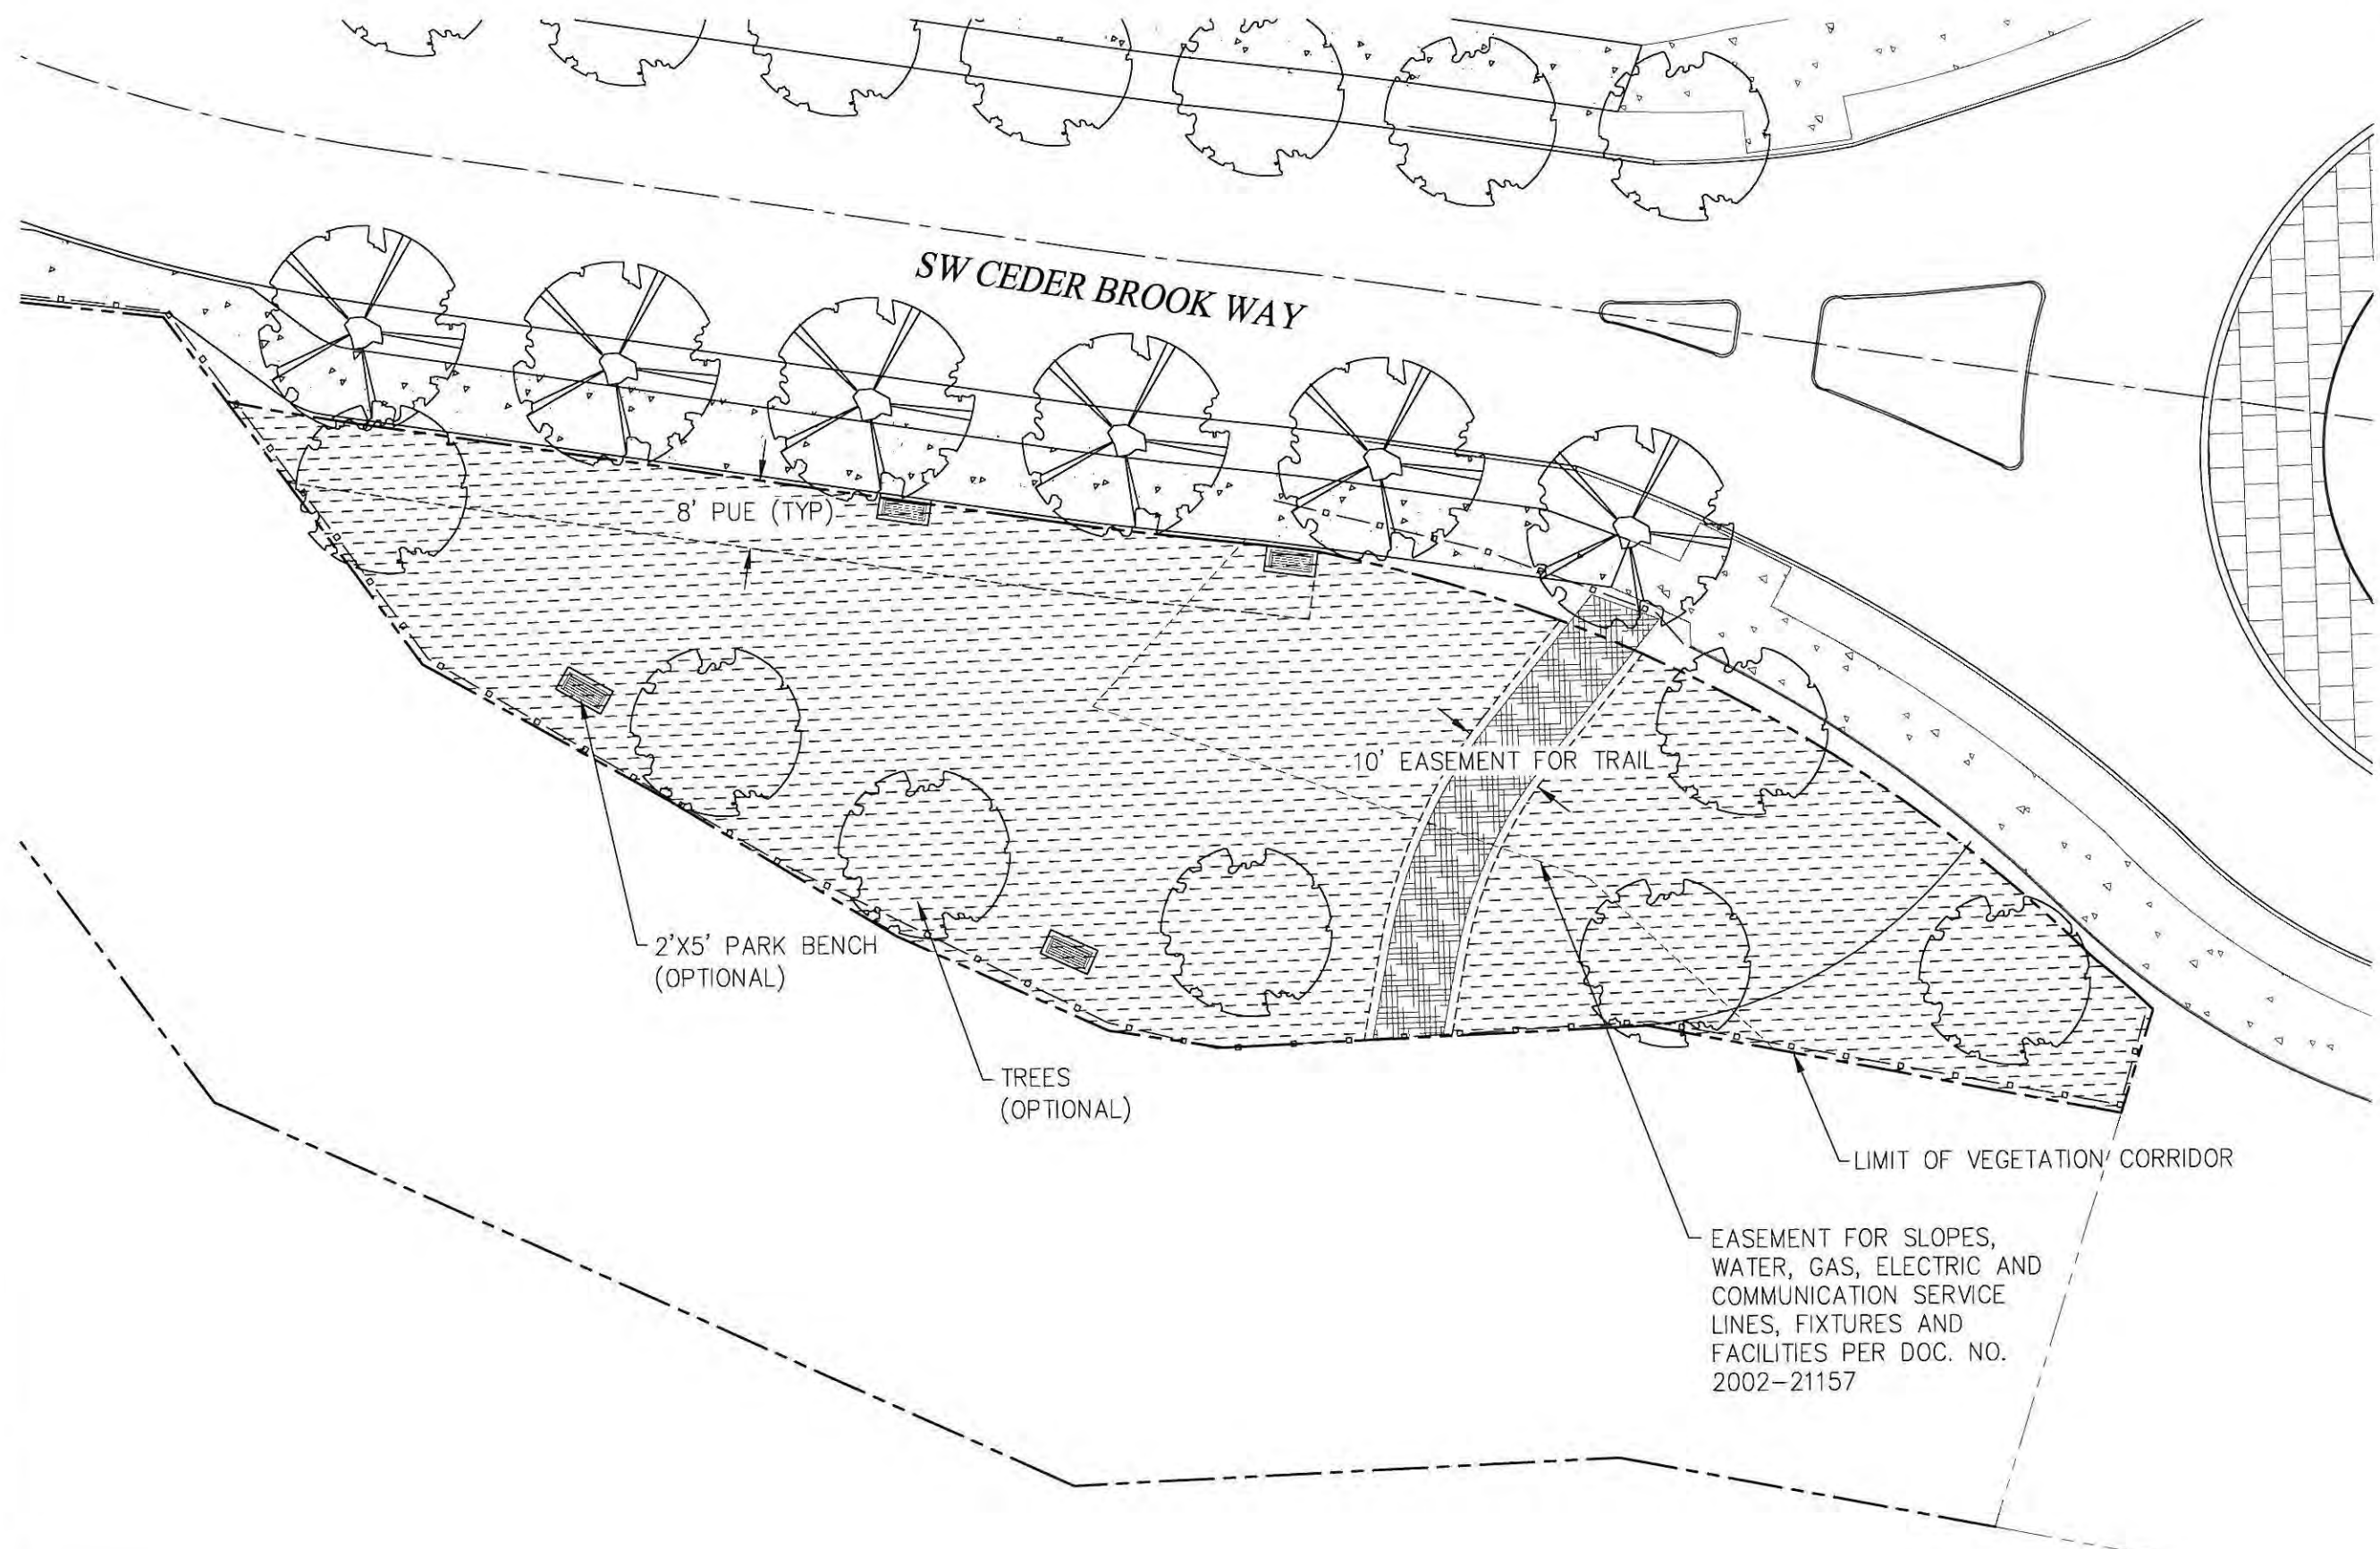 SW CEDER BROOK WAY
8' PUE (TYP)
10' EASEMENT FOR TRAIL
2'X5' PARK BENCH
(OPTIONAL)
TREES
(OPTIONAL)
LIMIT OF VEGETATION CORRIDOR
EASEMENT FOR SLOPES,
WATER, GAS, ELECTRIC AND
COMMUNICATION SERVICE
LINES, FIXTURES AND
FACILITIES PER DOC. NO.
2002-21157